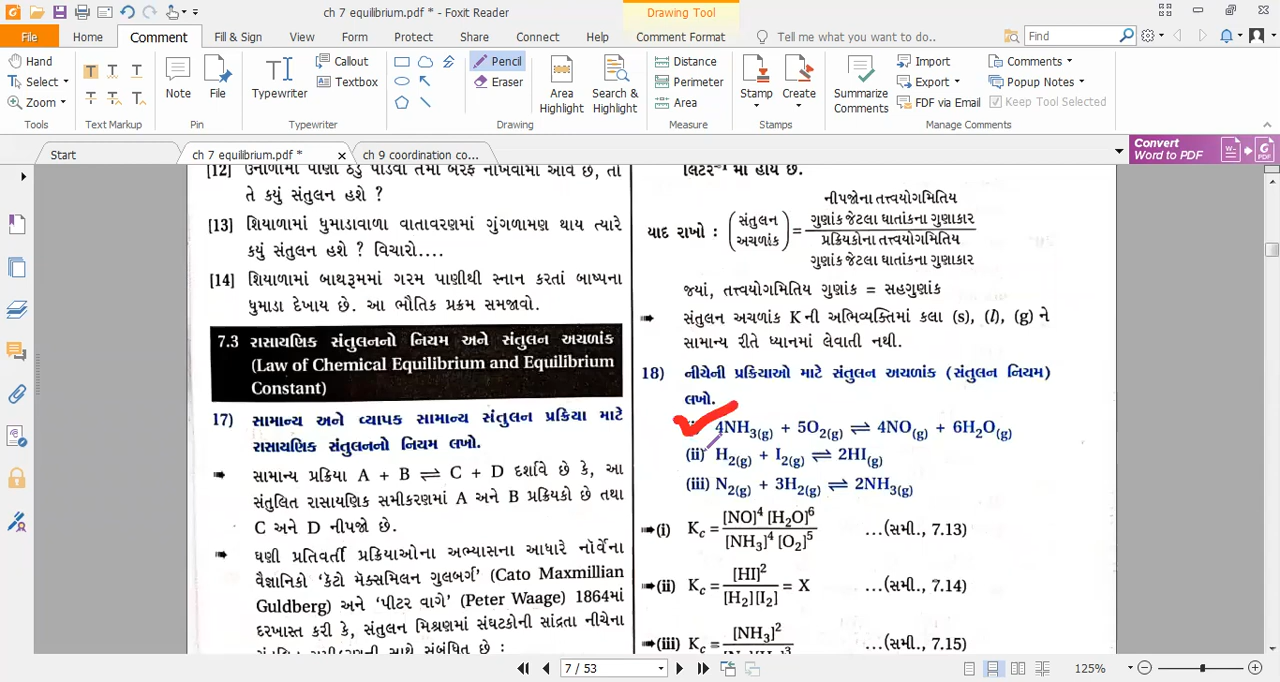 ch 7 equilibrium.pdf * - Foxit Reader
Drawing Tool
File Home Comment Fill & Sign View Form Protect Share Connect Help Comment Format Tell me what you want to do.. Find
Hand
Select
Zoom
Tools
Text Markup
Note
File
Pin
Typewriter
Callout
Textbox
Typewriter
Pencil
Eraser
Area Highlight
Search & Highlight
Drawing
Distance
Perimeter
Area
Measure
Stamp
Create
Stamps
Summarize Comments
Import
Export
FDF via Email
Comments
Popup Notes
Keep Tool Selected
Manage Comments
Start
ch 7 equilibrium.pdf *
ch 9 coordination co...
Convert
Word to PDF
[12] ઉનાળામાં પાણી ઠંડુ પાડવા તેમાં બરફ નાખવામાં આવે છે, તો
તે કયું સંતુલન હશે ?
[13] શિયાળામાં ધુમાડાવાળા વાતાવરણમાં ગુંગળામણ થાય ત્યારે
કયું સંતુલન હશે ? વિચારો....
[14] શિયાળામાં બાથરૂમમાં ગરમ પાણીથી સ્નાન કરતાં બાષ્પના
ધુમાડા દેખાય છે. આ ભૌતિક પ્રક્રમ સમજાવો.
7.3 રાસાયણિક સંતુલનનો નિયમ અને સંતુલન અચળાંક
(Law of Chemical Equilibrium and Equilibrium
Constant)
17) સામાન્ય અને વ્યાપક સામાન્ય સંતુલન પ્રક્રિયા માટે
રાસાયણિક સંતુલનનો નિયમ લખો.
સામાન્ય પ્રક્રિયા A + B ⇌ C + D દર્શાવે છે કે, આ
સંતુલિત રાસાયણિક સમીકરણમાં A અને B પ્રક્રિયકો છે તથા
C અને D નીપજો છે.
ઘણી પ્રતિવર્તી પ્રક્રિયાઓના અભ્યાસના આધારે નૉર્વેના
વૈજ્ઞાનિકો 'કેટો મૅક્સમિલન ગુલબર્ગ' (Cato Maxmillian
Guldberg) અને 'પીટર વાગે' (Peter Waage) 1864માં
દરખાસ્ત કરી કે, સંતુલન મિશ્રણમાં સંઘટકોની સાંદ્રતા નીચેના
લિટર⁻¹ માં હોય છે.
નીપજોના તત્ત્વયોગમિતિય
ગુણાંક જેટલા ઘાતાંકના ગુણાકાર
યાદ રાખો : (સંતુલન અચળાંક) =
પ્રક્રિયકોના તત્ત્વયોગમિતિય
ગુણાંક જેટલા ઘાતાંકના ગુણાકાર
જ્યાં, તત્ત્વયોગમિતિય ગુણાંક = સહગુણાંક
સંતુલન અચળાંક K ની અભિવ્યક્તિમાં કલા (s), (l), (g) ને
સામાન્ય રીતે ધ્યાનમાં લેવાતી નથી.
18) નીચેની પ્રક્રિયાઓ માટે સંતુલન અચળાંક (સંતુલન નિયમ)
લખો.
4NH₃(g) + 5O₂(g) ⇌ 4NO(g) + 6H₂O(g)
(ii) H₂(g) + I₂(g) ⇌ 2HI(g)
(iii) N₂(g) + 3H₂(g) ⇌ 2NH₃(g)
(i) Kc = [NO]⁴ [H₂O]⁶ / [NH₃]⁴ [O₂]⁵ ...(સમી., 7.13)
(ii) Kc = [HI]² / [H₂][I₂] = X ...(સમી., 7.14)
(iii) Kc = [NH₃]² ...(સમી., 7.15)
7 / 53
125%